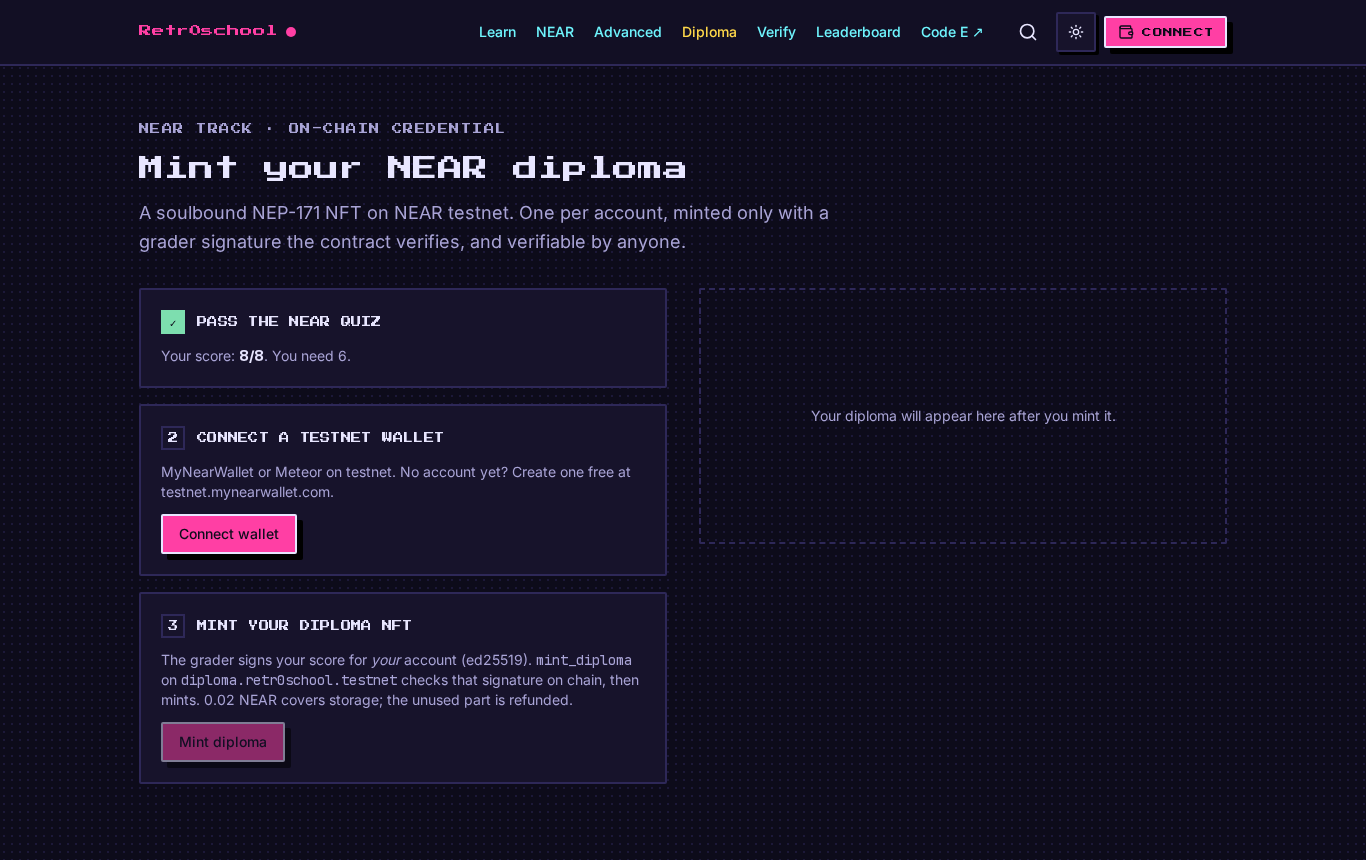 Retr0school
Learn NEAR Advanced Diploma Verify Leaderboard Code E ↗
CONNECT
NEAR TRACK · ON-CHAIN CREDENTIAL
Mint your NEAR diploma
A soulbound NEP-171 NFT on NEAR testnet. One per account, minted only with a
grader signature the contract verifies, and verifiable by anyone.
✓ PASS THE NEAR QUIZ
Your score: 8/8. You need 6.
2 CONNECT A TESTNET WALLET
MyNearWallet or Meteor on testnet. No account yet? Create one free at
testnet.mynearwallet.com.
Connect wallet
3 MINT YOUR DIPLOMA NFT
The grader signs your score for your account (ed25519). mint_diploma
on diploma.retr0school.testnet checks that signature on chain, then
mints. 0.02 NEAR covers storage; the unused part is refunded.
Mint diploma
Your diploma will appear here after you mint it.